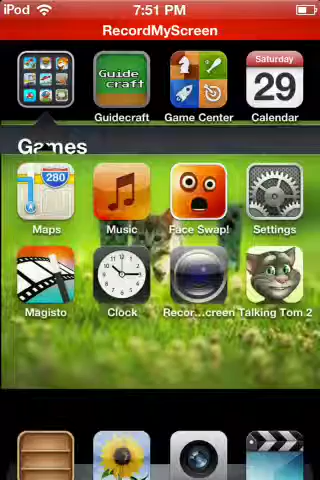 iPod 7:51 PM
RecordMyScreen
Guide
craft
Saturday
29
Guidecraft Game Center Calendar
Games
280
Maps Music Face Swap! Settings
Magisto Clock Recor...creen Talking Tom 2